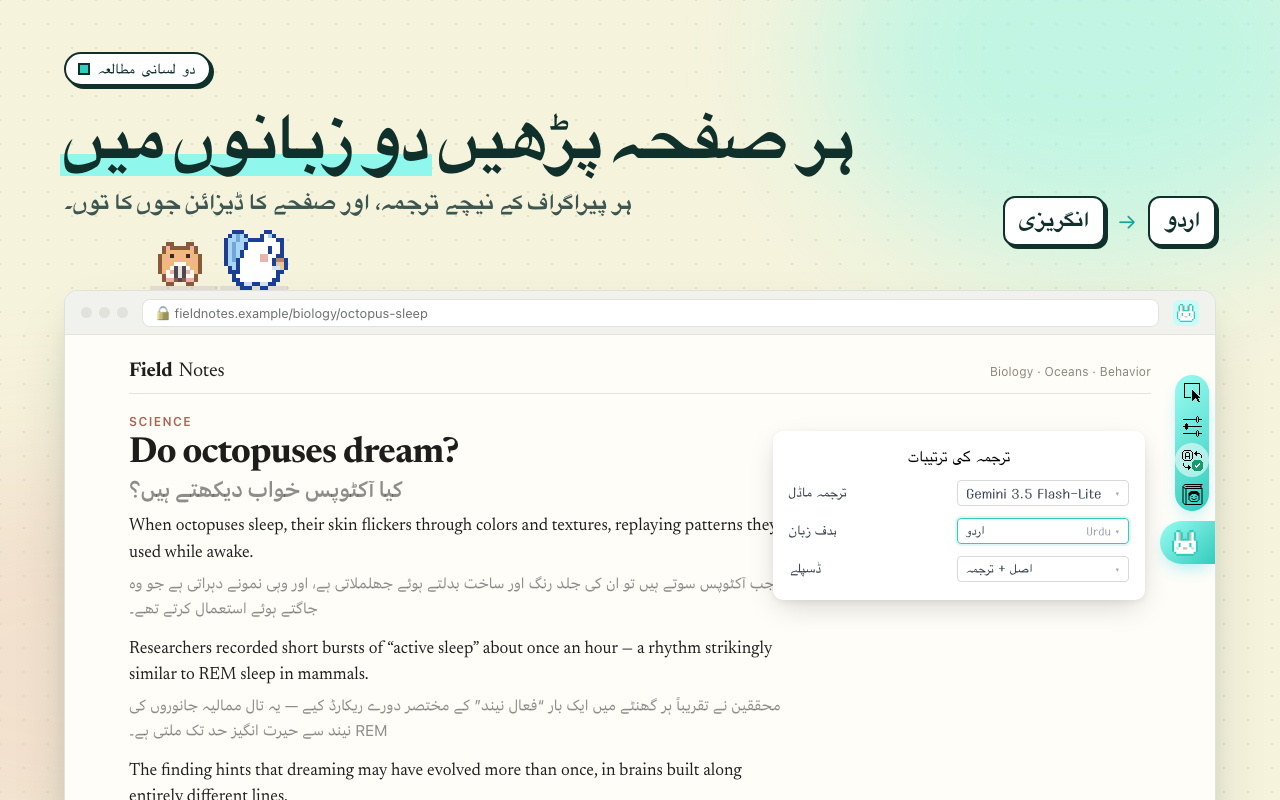 دو لسانی مطالعہ
ہر صفحہ پڑھیں دو زبانوں میں
ہر پیراگراف کے نیچے ترجمہ، اور صفحے کا ڈیزائن جوں کا توں۔
انگریزی → اردو
fieldnotes.example/biology/octopus-sleep
Field Notes
Biology · Oceans · Behavior
SCIENCE
Do octopuses dream?
کیا آکٹوپس خواب دیکھتے ہیں؟
When octopuses sleep, their skin flickers through colors and textures, replaying patterns they
used while awake.
جب آکٹوپس سوتے ہیں تو ان کی جلد رنگ اور ساخت بدلتے ہوئے جھلملاتی ہے، اور وہی نمونے دہراتی ہے جو وہ
جاگتے ہوئے استعمال کرتے تھے۔
Researchers recorded short bursts of “active sleep” about once an hour — a rhythm strikingly
similar to REM sleep in mammals.
محققین نے تقریباً ہر گھنٹے میں ایک بار “فعال نیند” کے مختصر دورے ریکارڈ کیے — یہ تال ممالیہ جانوروں کی
REM نیند سے حیرت انگیز حد تک ملتی ہے۔
The finding hints that dreaming may have evolved more than once, in brains built along
entirely different lines.
ترجمہ کی ترتیبات
ترجمہ ماڈل
Gemini 3.5 Flash-Lite
ہدف زبان
اردو Urdu
ڈسپلے
اصل + ترجمہ